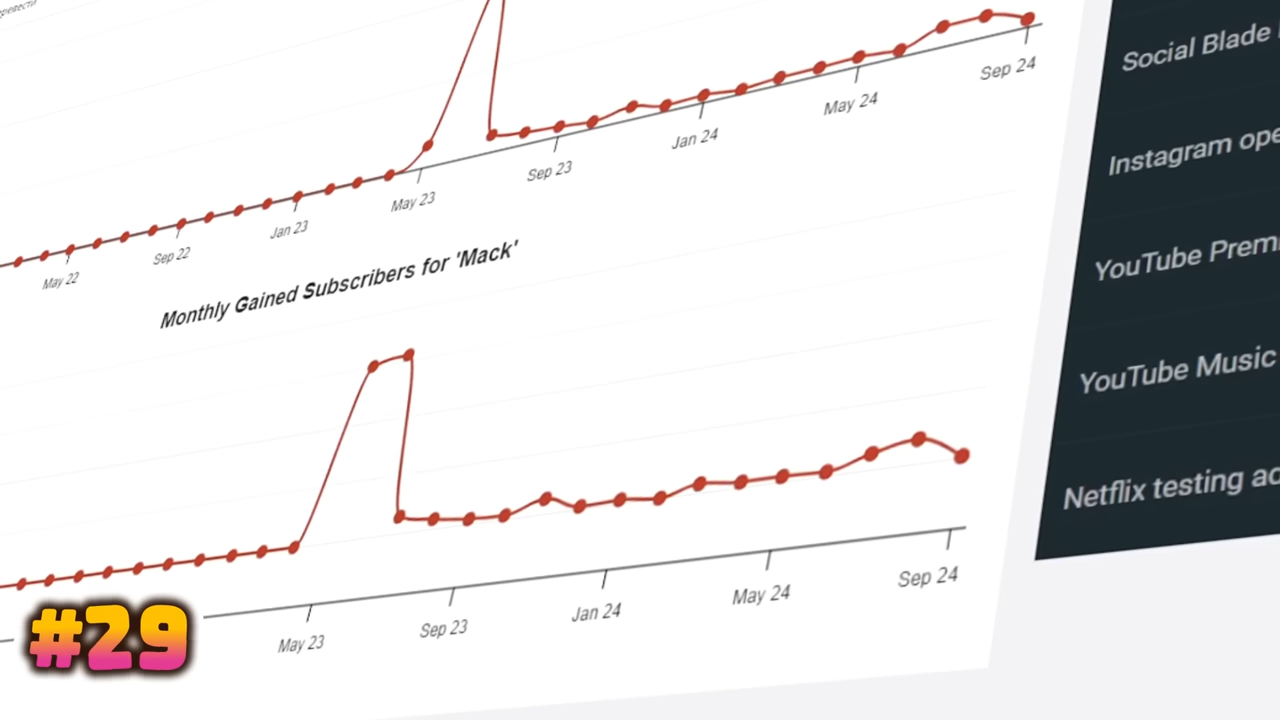 Sep 24
May 24
Jan 24
Sep 23
May 23
Jan 23
Sep 22
May 22
Monthly Gained Subscribers for 'Mack'
Sep 24
May 24
Jan 24
Sep 23
May 23
#29
Social Blade
Instagram ope
YouTube Premi
YouTube Music
Netflix testing ac